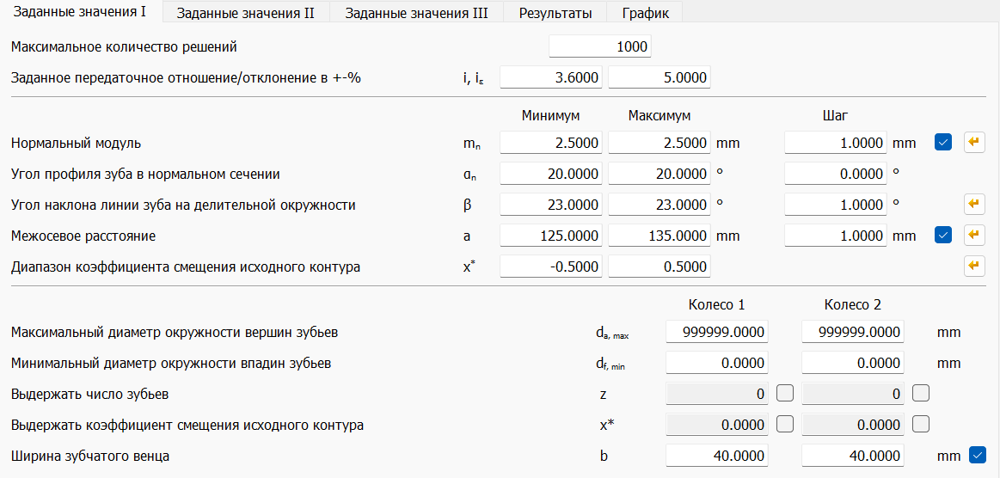 Заданные значения I Заданные значения II Заданные значения III Результаты График
Максимальное количество решений 1000
Заданное передаточное отношение/отклонение в +-% i, iε 3.6000 5.0000
Минимум Максимум Шаг
Нормальный модуль mn 2.5000 2.5000 mm 1.0000 mm
Угол профиля зуба в нормальном сечении αn 20.0000 20.0000 ° 0.0000 °
Угол наклона линии зуба на делительной окружности β 23.0000 23.0000 ° 1.0000 °
Межосевое расстояние a 125.0000 135.0000 mm 1.0000 mm
Диапазон коэффициента смещения исходного контура x* -0.5000 0.5000
Колесо 1 Колесо 2
Максимальный диаметр окружности вершин зубьев da, max 999999.0000 999999.0000 mm
Минимальный диаметр окружности впадин зубьев df, min 0.0000 0.0000 mm
Выдержать число зубьев z 0 0
Выдержать коэффициент смещения исходного контура x* 0.0000 0.0000
Ширина зубчатого венца b 40.0000 40.0000 mm